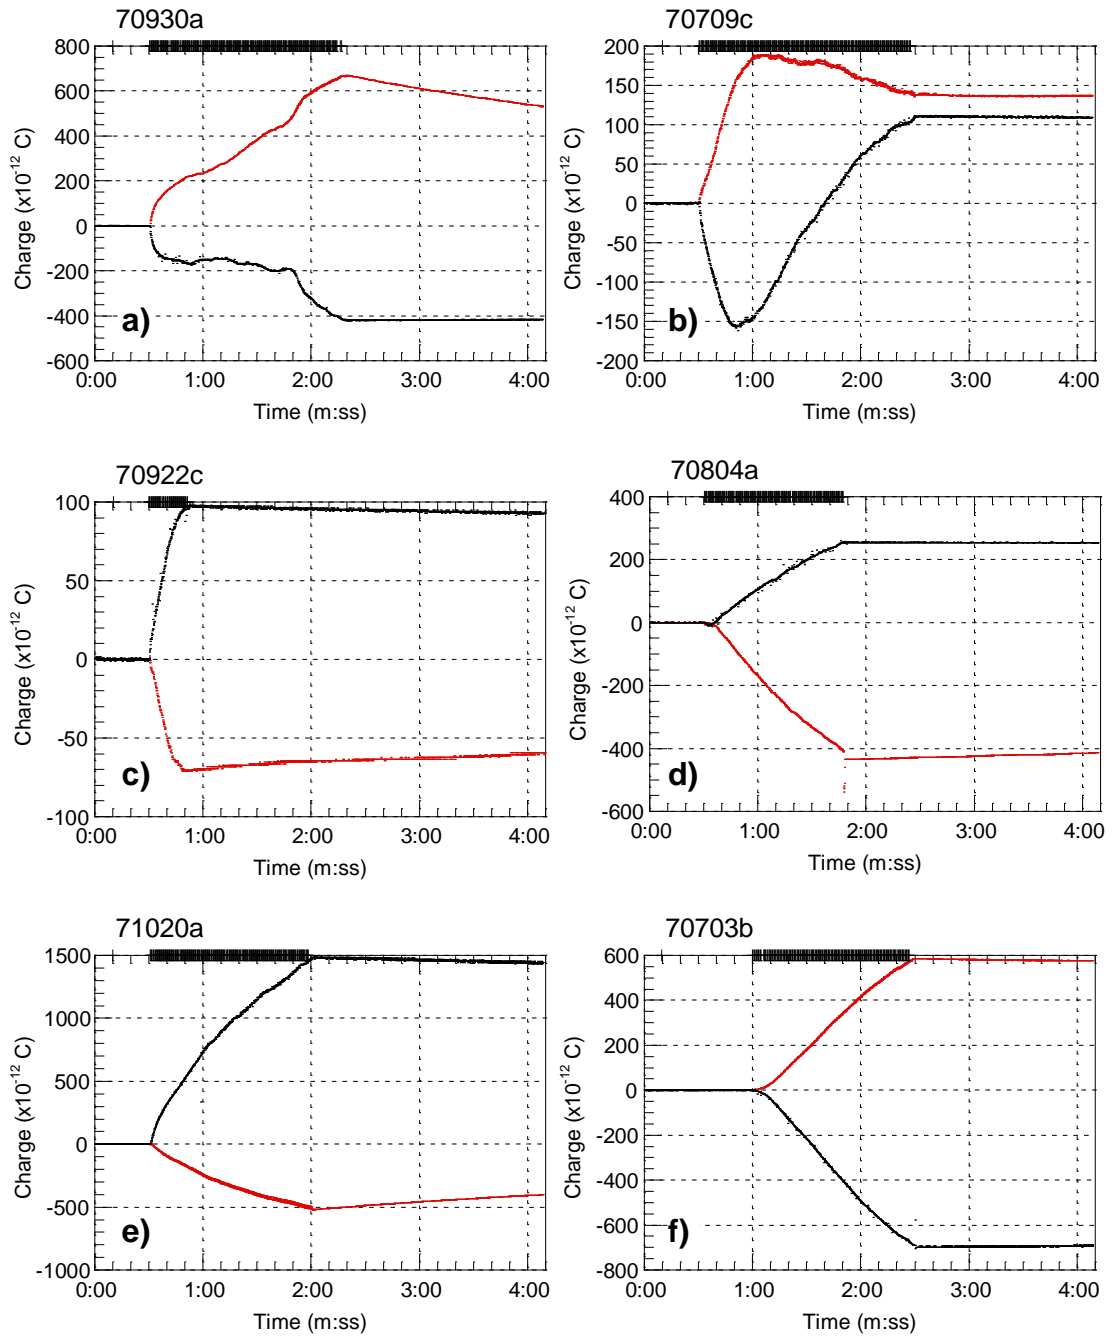 70930a
800
600
400
200
0
-200
-400
-600
Charge (x10⁻¹² C)
a)
0:00 1:00 2:00 3:00 4:00
Time (m:ss)
70709c
200
150
100
50
0
-50
-100
-150
-200
Charge (x10⁻¹² C)
b)
0:00 1:00 2:00 3:00 4:00
Time (m:ss)
70922c
100
50
0
-50
-100
Charge (x10⁻¹² C)
c)
0:00 1:00 2:00 3:00 4:00
Time (m:ss)
70804a
400
200
0
-200
-400
-600
Charge (x10⁻¹² C)
d)
0:00 1:00 2:00 3:00 4:00
Time (m:ss)
71020a
1500
1000
500
0
-500
-1000
Charge (x10⁻¹² C)
e)
0:00 1:00 2:00 3:00 4:00
Time (m:ss)
70703b
600
400
200
0
-200
-400
-600
-800
Charge (x10⁻¹² C)
f)
0:00 1:00 2:00 3:00 4:00
Time (m:ss)